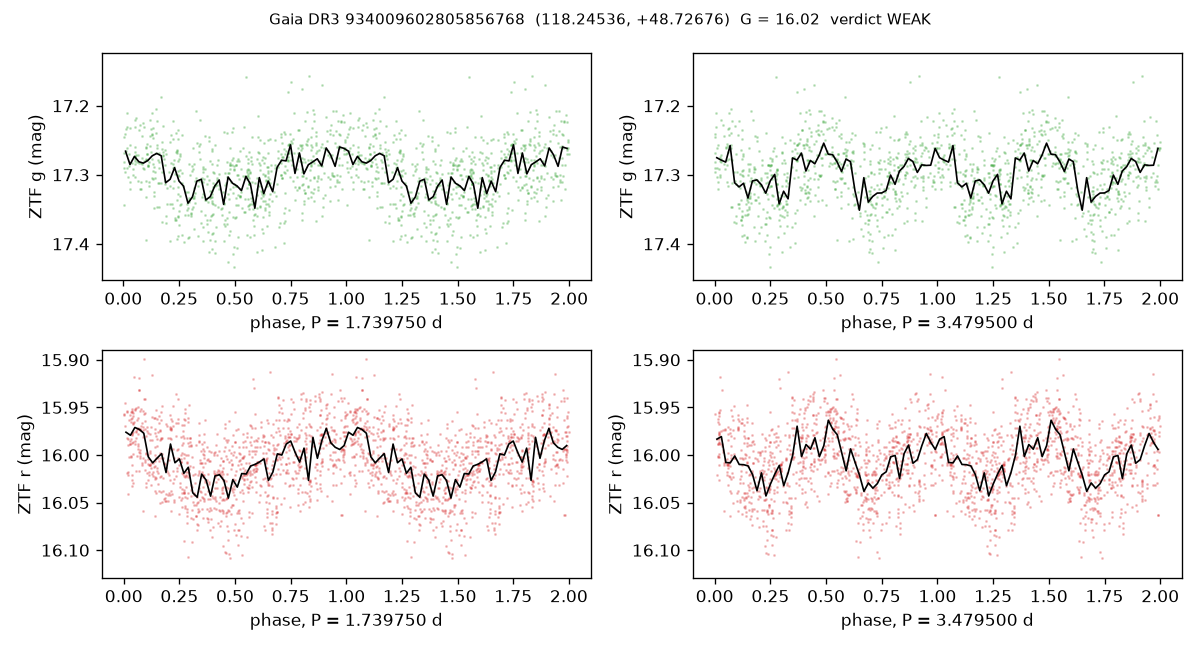 Gaia DR3 934009602805856768 (118.24536, +48.72676) G = 16.02 verdict WEAK
ZTF g (mag)
17.2
17.3
17.4
0.00 0.25 0.50 0.75 1.00 1.25 1.50 1.75 2.00
phase, P = 1.739750 d
ZTF g (mag)
17.2
17.3
17.4
0.00 0.25 0.50 0.75 1.00 1.25 1.50 1.75 2.00
phase, P = 3.479500 d
ZTF r (mag)
15.90
15.95
16.00
16.05
16.10
0.00 0.25 0.50 0.75 1.00 1.25 1.50 1.75 2.00
phase, P = 1.739750 d
ZTF r (mag)
15.90
15.95
16.00
16.05
16.10
0.00 0.25 0.50 0.75 1.00 1.25 1.50 1.75 2.00
phase, P = 3.479500 d